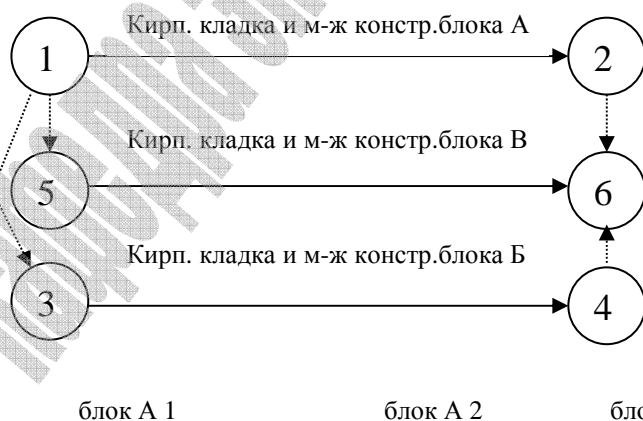 Кирп. кладка и м-ж констр.блока А
1 2
Кирп. кладка и м-ж констр.блока В
5 6
Кирп. кладка и м-ж констр.блока Б
3 4
блок А 1 блок А 2